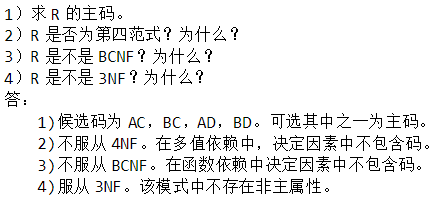 1）求 R 的主码。
2）R 是否为第四范式？为什么？
3）R 是不是 BCNF？为什么？
4）R 是不是 3NF？为什么？
答：
1)候选码为 AC，BC，AD，BD。可选其中之一为主码。
2)不服从 4NF。在多值依赖中，决定因素中不包含码。
3)不服从 BCNF。在函数依赖中决定因素中不包含码。
4)服从 3NF。该模式中不存在非主属性。